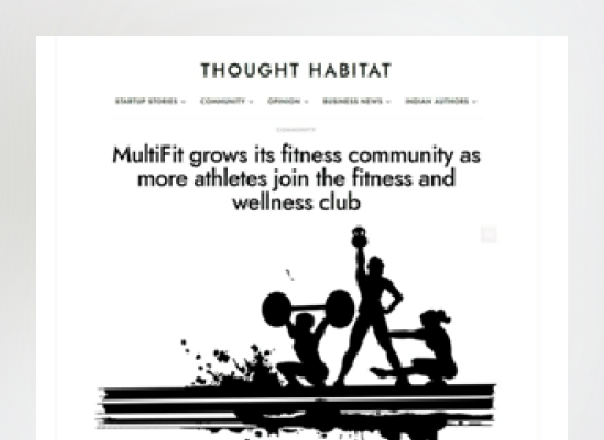 THOUGHT HABITAT
STARTUP STORIES COMMUNITY OPINION BUSINESS NEWS INDIAN AUTHORS
COMMUNITY
MultiFit grows its fitness community as
more athletes join the fitness and
wellness club